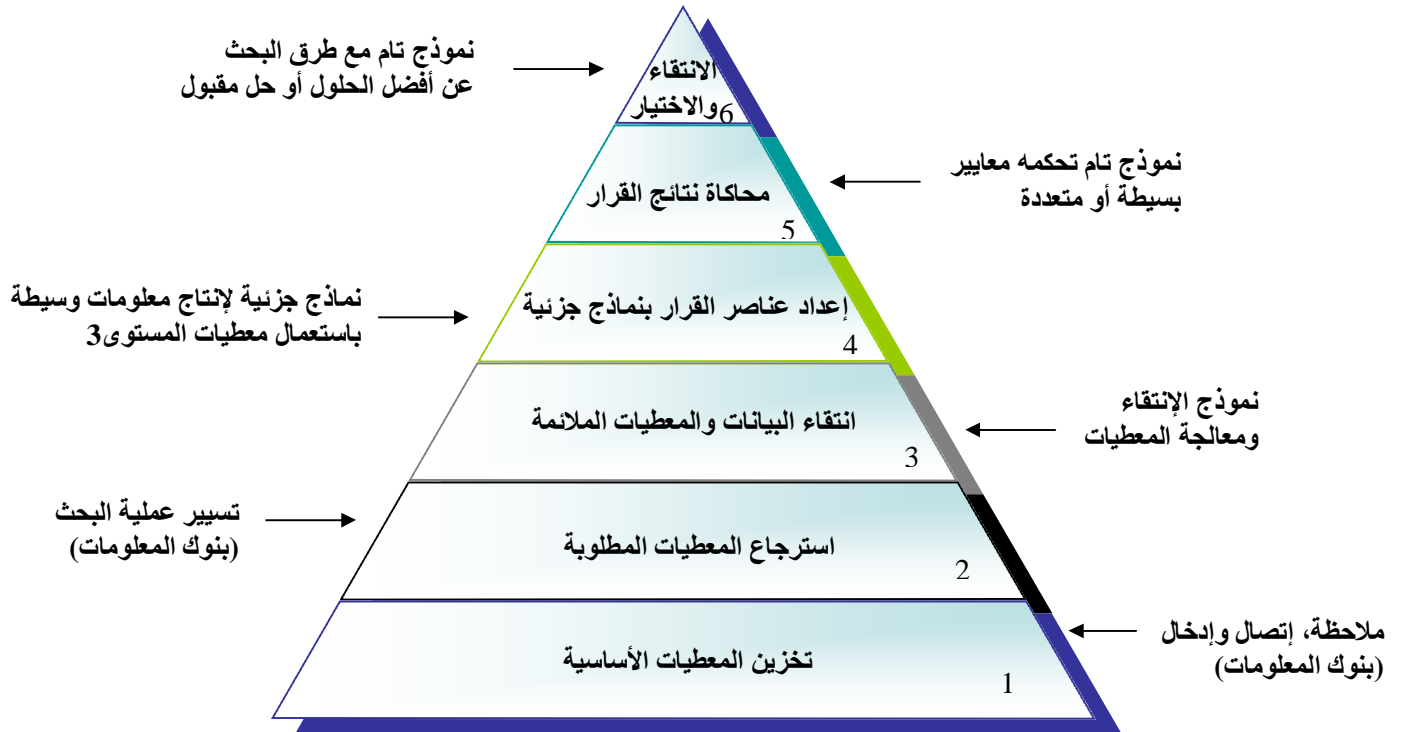 نموذج تام مع طرق البحث
عن أفضل الحلول أو حل مقبول
الانتقاء
والاختيار
6
نموذج تام تحكمه معايير
بسيطة أو متعددة
محاكاة نتائج القرار
5
نماذج جزئية لإنتاج معلومات وسيطة
باستعمال معطيات المستوى3
إعداد عناصر القرار بنماذج جزئية
4
نموذج الإنتقاء
ومعالجة المعطيات
انتقاء البيانات والمعطيات الملائمة
3
تسيير عملية البحث
(بنوك المعلومات)
استرجاع المعطيات المطلوبة
2
ملاحظة، إتصال وإدخال
(بنوك المعلومات)
تخزين المعطيات الأساسية
1